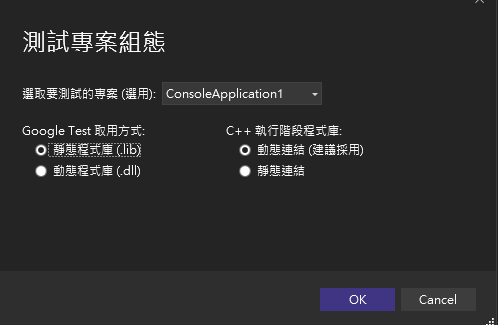 測試專案組態
選取要測試的專案 (選用): ConsoleApplication1
Google Test 取用方式: C++ 執行階段程式庫:
靜態程式庫 (.lib) 動態連結 (建議採用)
動態程式庫 (.dll) 靜態連結
OK Cancel